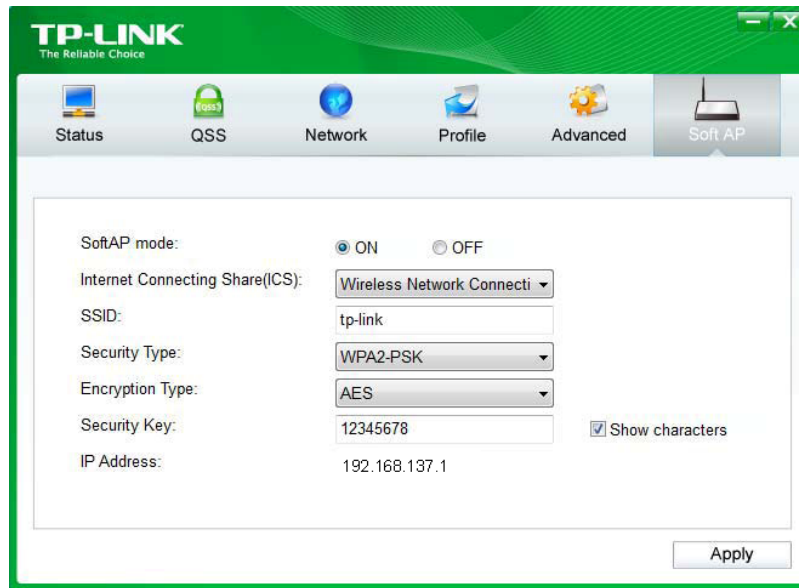 TP-LINK
The Reliable Choice
Status QSS Network Profile Advanced Soft AP
SoftAP mode: ON OFF
Internet Connecting Share(ICS): Wireless Network Connecti
SSID: tp-link
Security Type: WPA2-PSK
Encryption Type: AES
Security Key: 12345678 Show characters
IP Address: 192.168.137.1
Apply